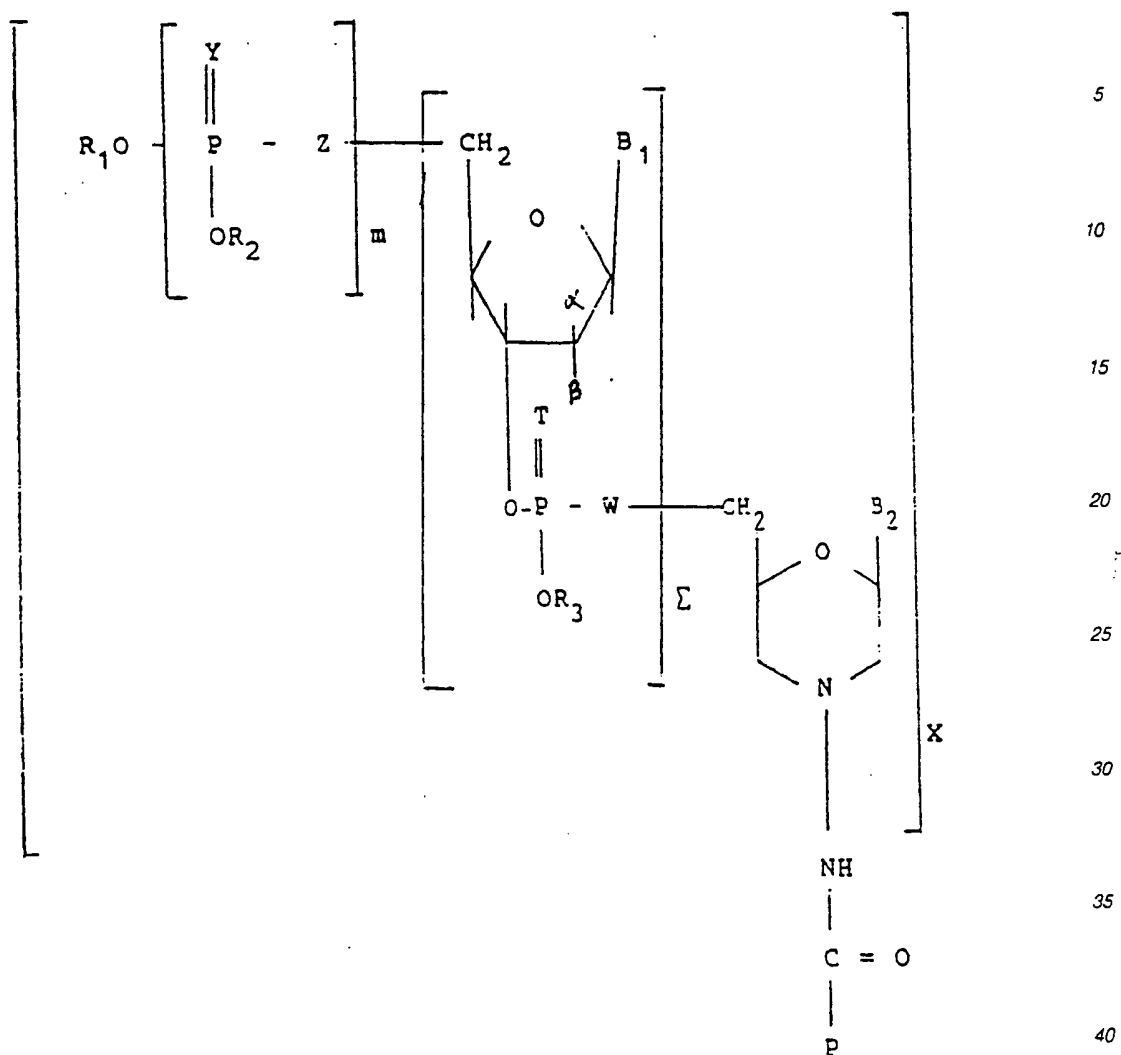 Y
5
R₁O - P - Z CH₂ B₁
O
10
OR₂ m
α
15
β
T
O-P - W CH₂ B₂
20
O
OR₃ Σ
25
N
X
30
NH
35
C = O
P
40